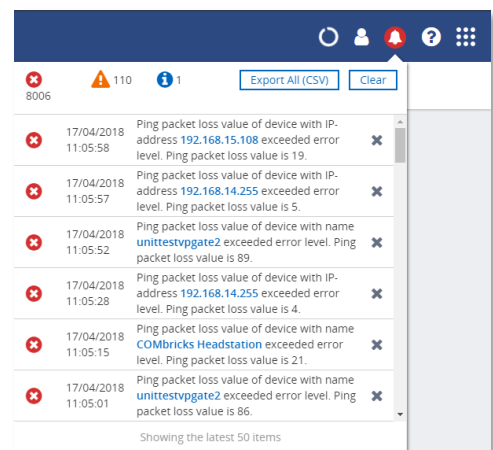 110
1
Export All (CSV)
Clear
8006
17/04/2018
11:05:58
Ping packet loss value of device with IP-
address 192.168.15.108 exceeded error
level. Ping packet loss value is 19.
17/04/2018
11:05:57
Ping packet loss value of device with IP-
address 192.168.14.255 exceeded error
level. Ping packet loss value is 5.
17/04/2018
11:05:52
Ping packet loss value of device with name
unittestvpgate2 exceeded error level. Ping
packet loss value is 89.
17/04/2018
11:05:28
Ping packet loss value of device with IP-
address 192.168.14.255 exceeded error
level. Ping packet loss value is 4.
17/04/2018
11:05:15
Ping packet loss value of device with name
COMbricks Headstation exceeded error
level. Ping packet loss value is 21.
17/04/2018
11:05:01
Ping packet loss value of device with name
unittestvpgate2 exceeded error level. Ping
packet loss value is 86.
Showing the latest 50 items